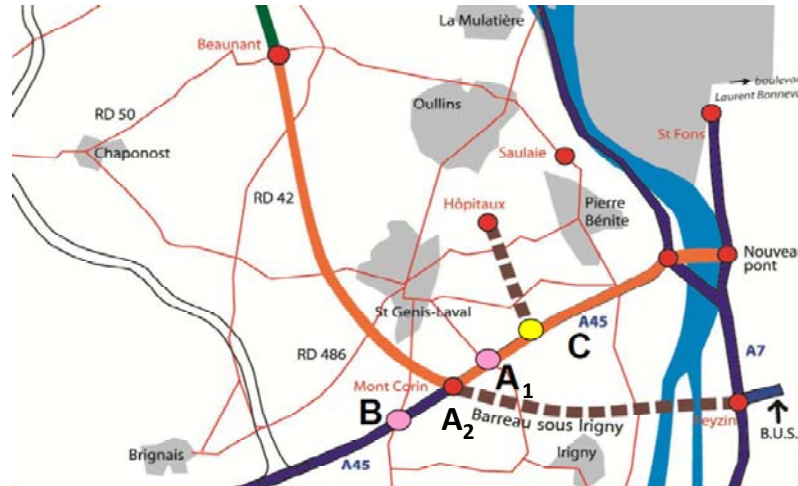 La Mulatière
Beaunant
boulevard
Laurent Bonnevay
RD 50
Oullins
St Fons
Chaponost
Saulaie
RD 42
Hôpitaux
Pierre
Bénite
Nouveau
pont
St Genis-Laval
A45
C
A7
RD 486
Mont Corin
A1
B
A2
Barreau sous Irigny
Feyzin
B.U.S.
Brignais
A45
Irigny